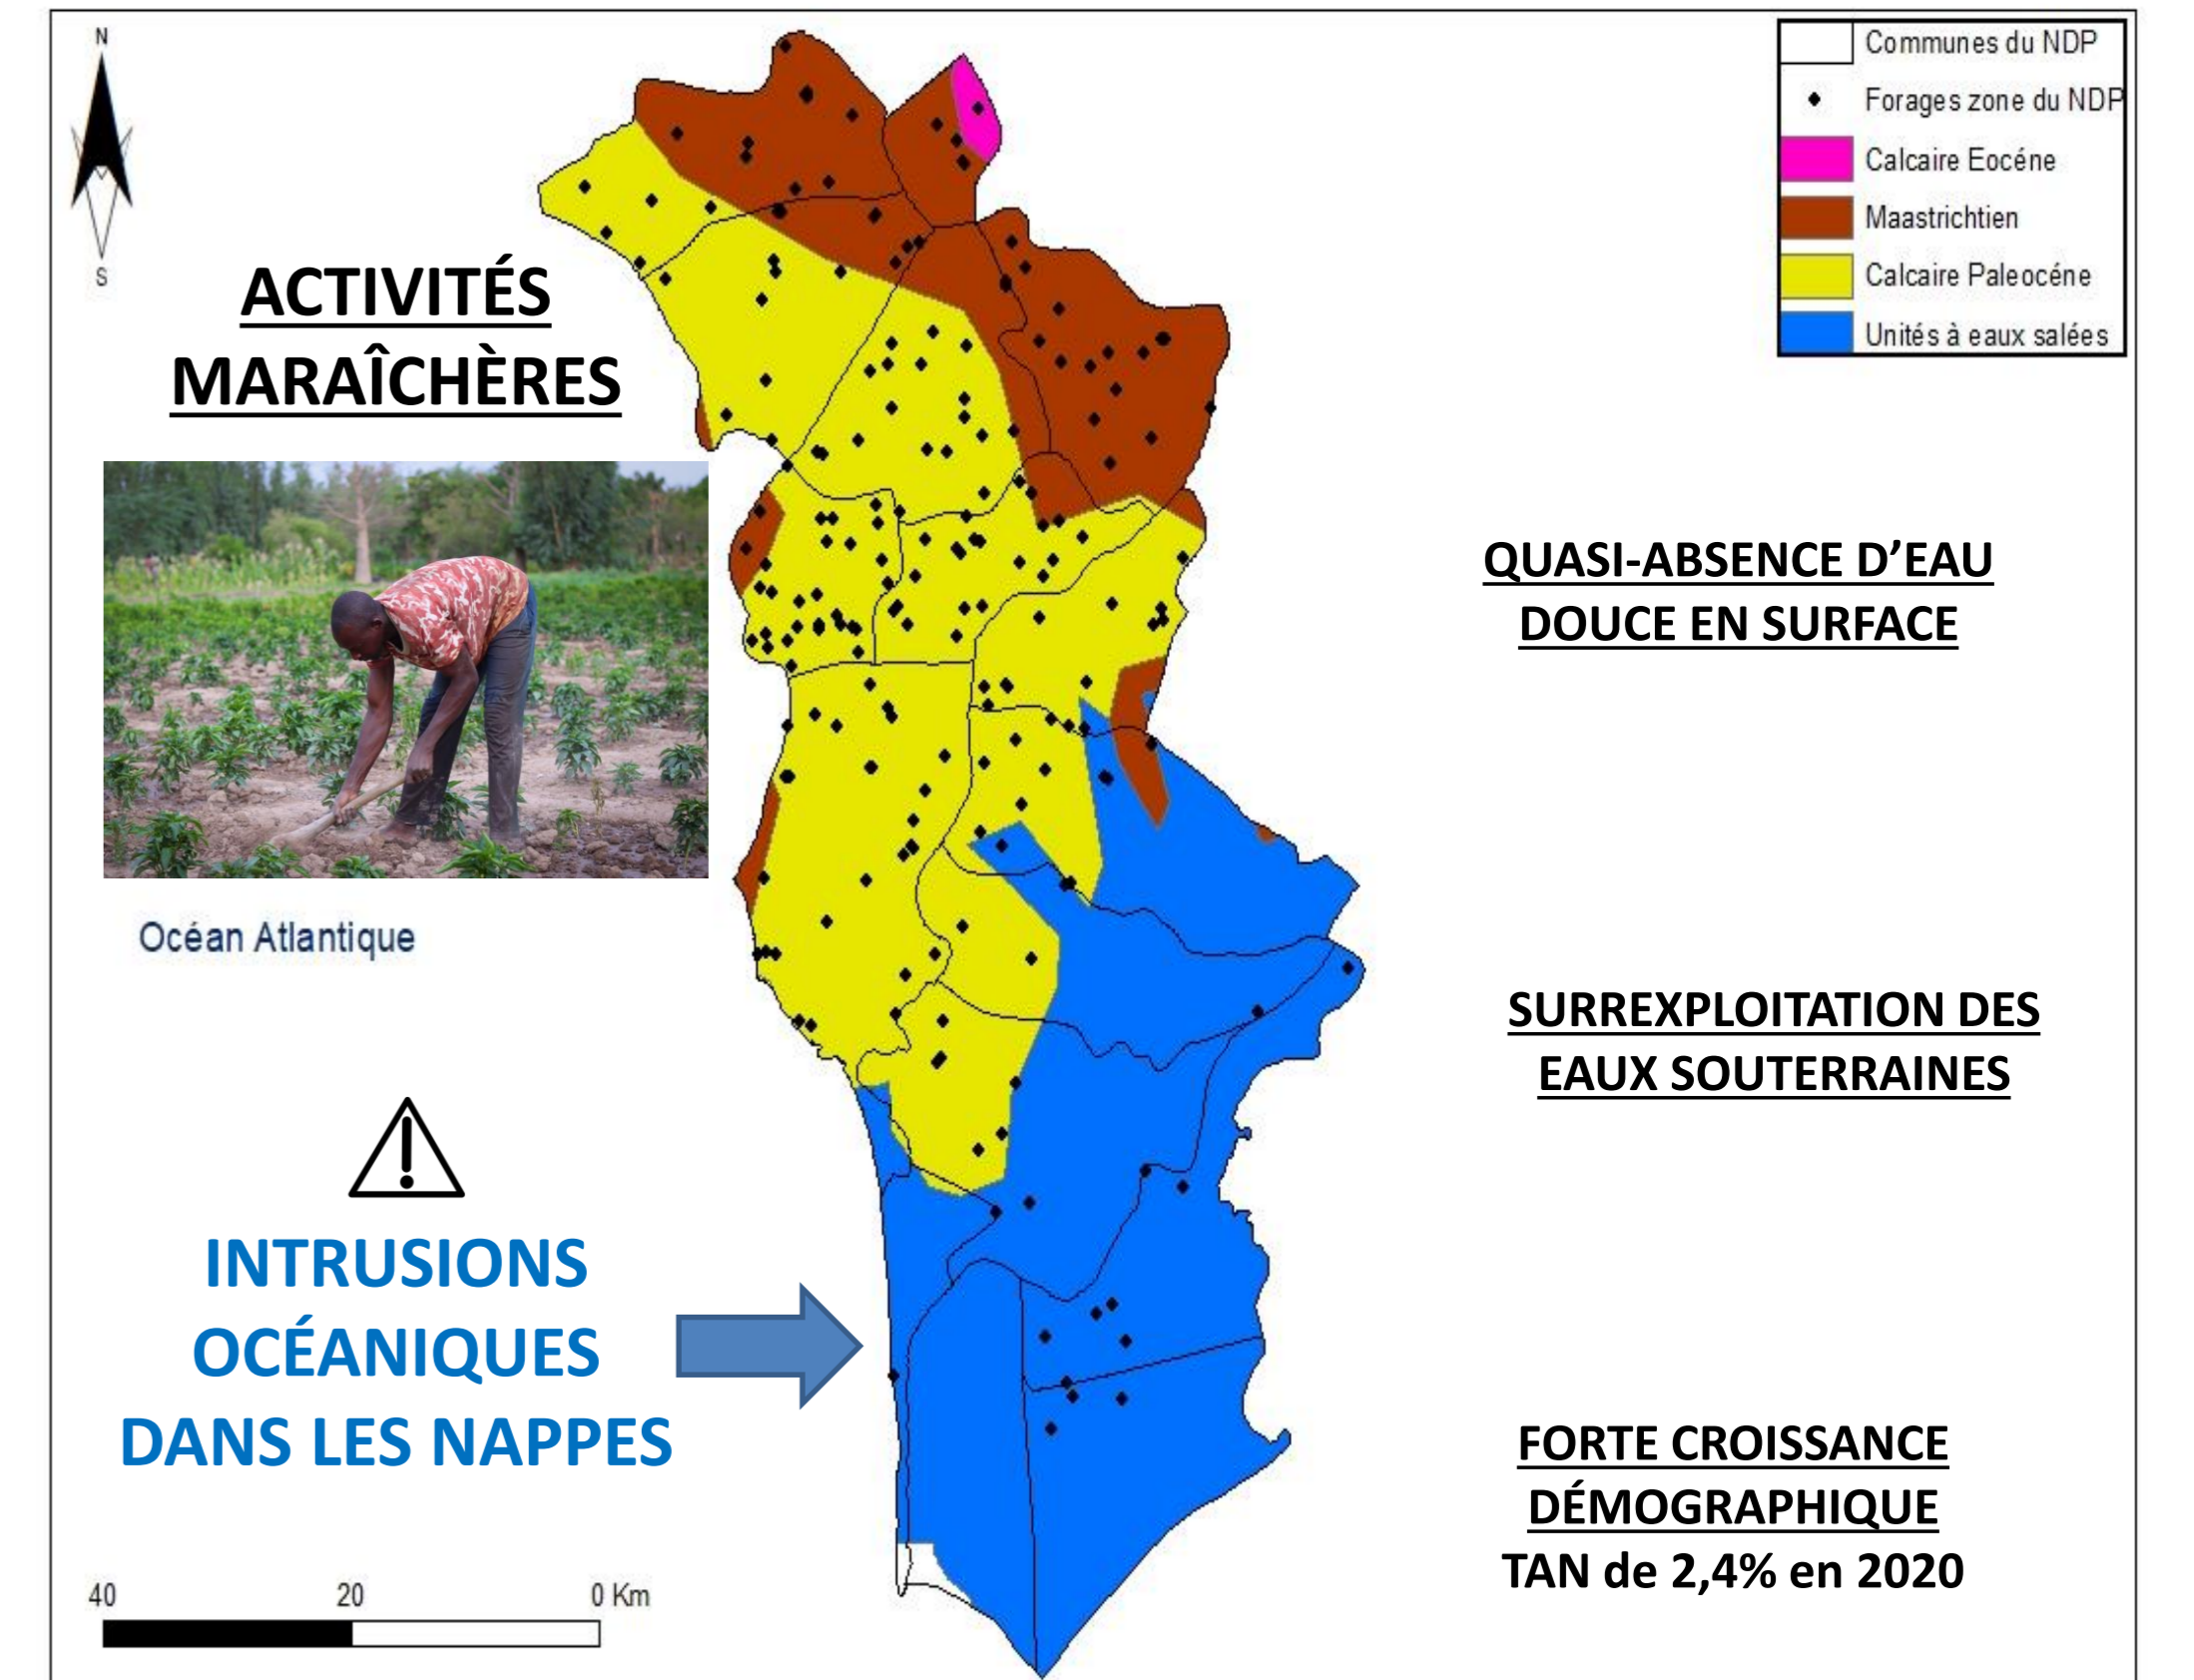 N
S
Communes du NDP
Forages zone du NDP
Calcaire Eocéne
Maastrichtien
Calcaire Paleocéne
Unités à eaux salées
ACTIVITÉS
MARAÎCHÈRES
QUASI-ABSENCE D’EAU
DOUCE EN SURFACE
Océan Atlantique
SURREXPLOITATION DES
EAUX SOUTERRAINES
INTRUSIONS
OCÉANIQUES
DANS LES NAPPES
FORTE CROISSANCE
DÉMOGRAPHIQUE
TAN de 2,4% en 2020
40 20 0 Km